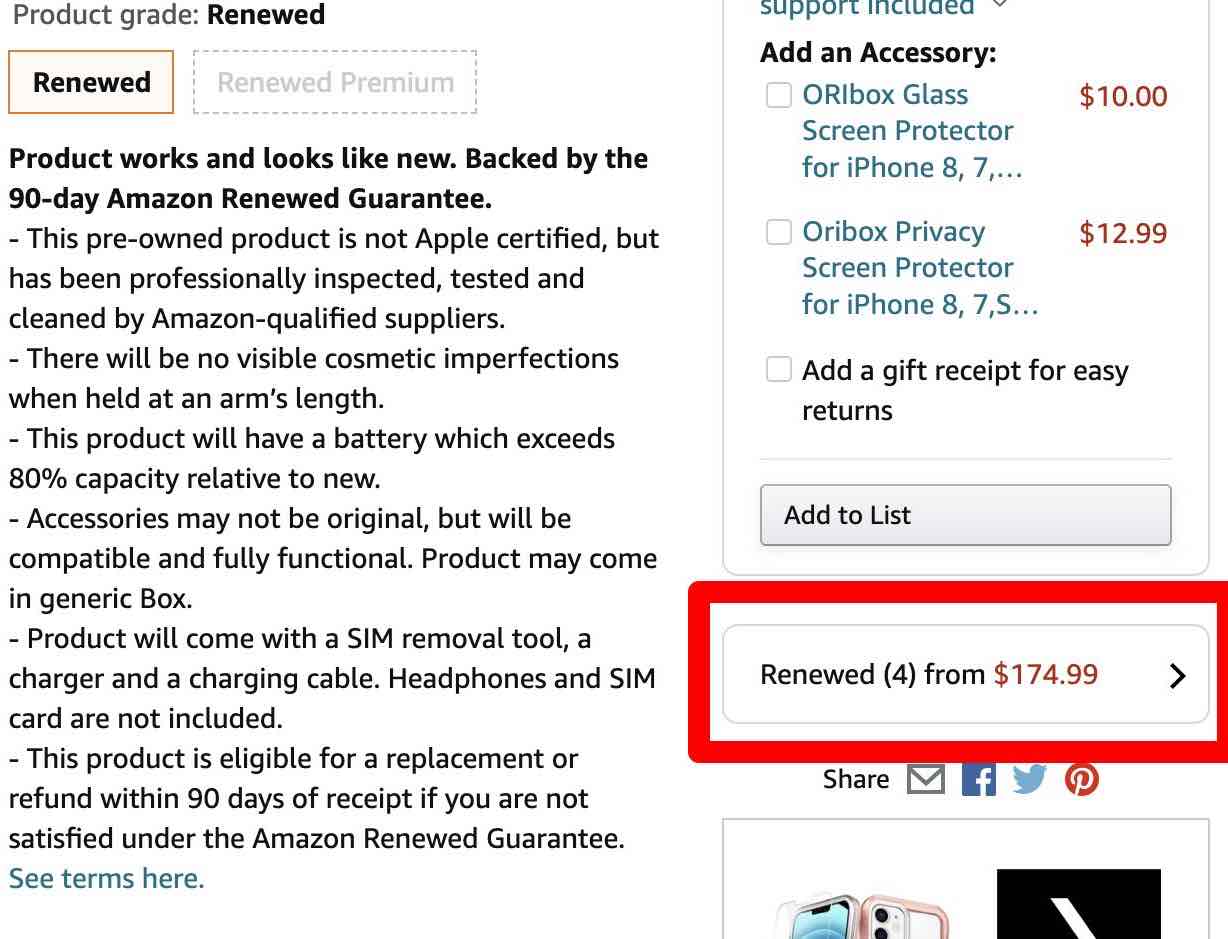 Product grade: Renewed
Renewed
Renewed Premium
Product works and looks like new. Backed by the
90-day Amazon Renewed Guarantee.
- This pre-owned product is not Apple certified, but
has been professionally inspected, tested and
cleaned by Amazon-qualified suppliers.
- There will be no visible cosmetic imperfections
when held at an arm’s length.
- This product will have a battery which exceeds
80% capacity relative to new.
- Accessories may not be original, but will be
compatible and fully functional. Product may come
in generic Box.
- Product will come with a SIM removal tool, a
charger and a charging cable. Headphones and SIM
card are not included.
- This product is eligible for a replacement or
refund within 90 days of receipt if you are not
satisfied under the Amazon Renewed Guarantee.
See terms here.
support included
Add an Accessory:
ORIbox Glass $10.00
Screen Protector
for iPhone 8, 7,...
Oribox Privacy $12.99
Screen Protector
for iPhone 8, 7,S...
Add a gift receipt for easy
returns
Add to List
Renewed (4) from $174.99
Share